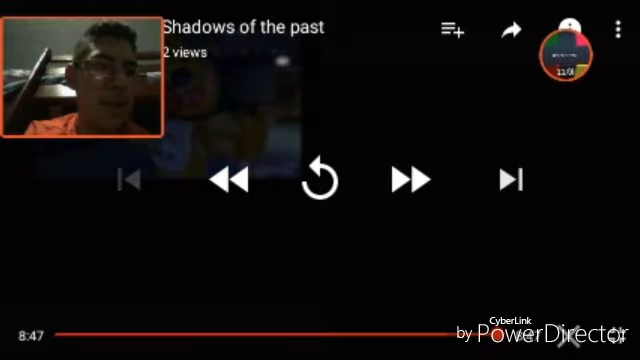 Shadows of the past
2 views
8:47
CyberLink
by PowerDirector